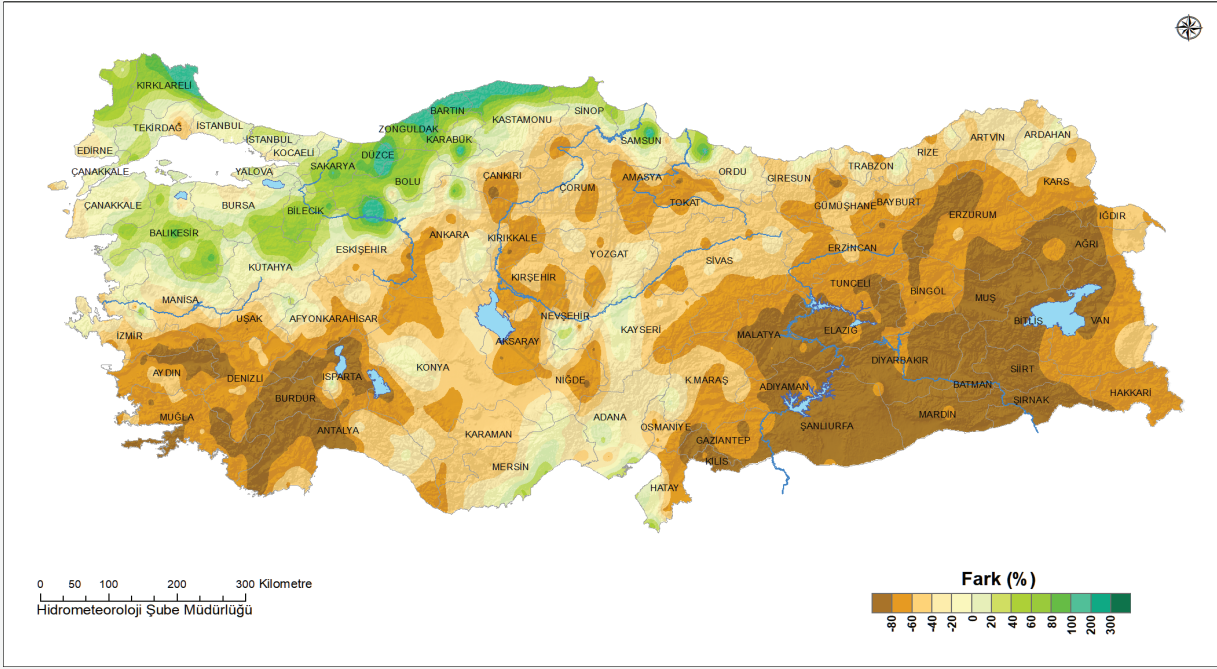 KIRKLARELİ
TEKİRDAĞ
İSTANBUL
EDİRNE
İSTANBUL
KOCAELİ
ÇANAKKALE
YALOVA
SAKARYA
DÜZCE
ZONGULDAK
BARTIN
KARABÜK
KASTAMONU
SİNOP
SAMSUN
ORDU
GİRESUN
TRABZON
RİZE
ARTVİN
ARDAHAN
ÇANAKKALE
BURSA
BİLECİK
BOLU
ÇANKIRI
ÇORUM
AMASYA
TOKAT
GÜMÜŞHANE
BAYBURT
ERZURUM
KARS
IĞDIR
BALIKESİR
KÜTAHYA
ESKİŞEHİR
ANKARA
KIRIKKALE
YOZGAT
SİVAS
ERZİNCAN
AĞRI
MANİSA
UŞAK
AFYONKARAHİSAR
KIRŞEHİR
NEVŞEHİR
KAYSERİ
TUNCELİ
BİNGÖL
MUŞ
İZMİR
AKSARAY
MALATYA
ELAZIĞ
BİTLİS
VAN
AYDIN
DENİZLİ
ISPARTA
KONYA
NİĞDE
K.MARAŞ
ADIYAMAN
DİYARBAKIR
SİİRT
BATMAN
ŞIRNAK
HAKKARİ
MUĞLA
BURDUR
ANTALYA
KARAMAN
ADANA
OSMANİYE
GAZİANTEP
ŞANLIURFA
MARDİN
MERSİN
KİLİS
HATAY
0 50 100 200 300 Kilometre
Hidrometeoroloji Şube Müdürlüğü
Fark (%)
-80 -60 -40 -20 0 20 40 60 80 100 200 300